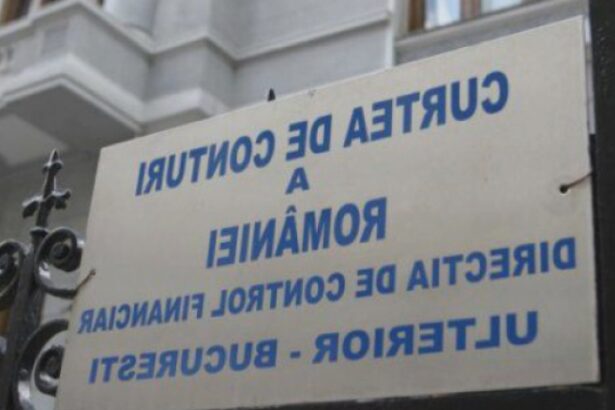 CURTEA DE CONTURI
A
ROMÂNIEI
DIRECTIA DE CONTROL FINANCIAR
ULTERIOR - BUCURESTI